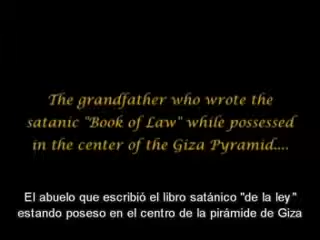 The grandfather who wrote the
satanic "Book of Law" while possessed
in the center of the Giza Pyramid....
El abuelo que escribió el libro satánico "de la ley"
estando poseso en el centro de la pirámide de Giza